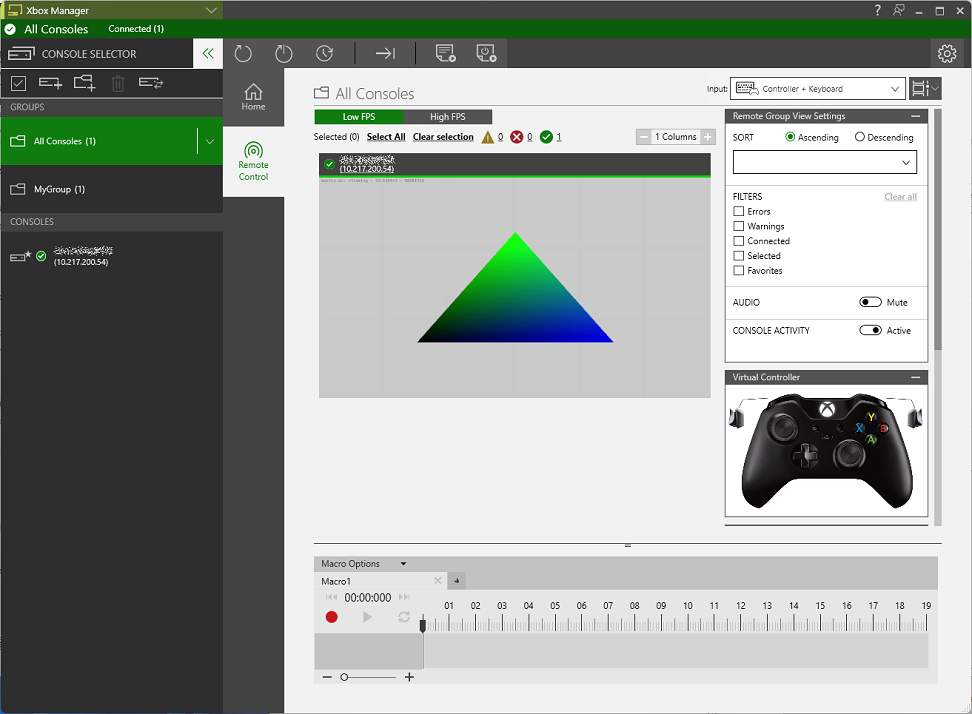 Xbox Manager
?
All Consoles Connected (1)
CONSOLE SELECTOR
GROUPS
All Consoles (1)
MyGroup (1)
CONSOLES
(10.217.200.54)
Home
Remote
Control
All Consoles
Input: Controller + Keyboard
Low FPS High FPS
Selected (0) Select All Clear selection 0 0 1
1 Columns
(10.217.200.54)
Remote Group View Settings
SORT Ascending Descending
FILTERS Clear all
Errors
Warnings
Connected
Selected
Favorites
AUDIO Mute
CONSOLE ACTIVITY Active
Virtual Controller
Y
X B
A
Macro Options
Macro1
00:00:000
01 02 03 04 05 06 07 08 09 10 11 12 13 14 15 16 17 18 19